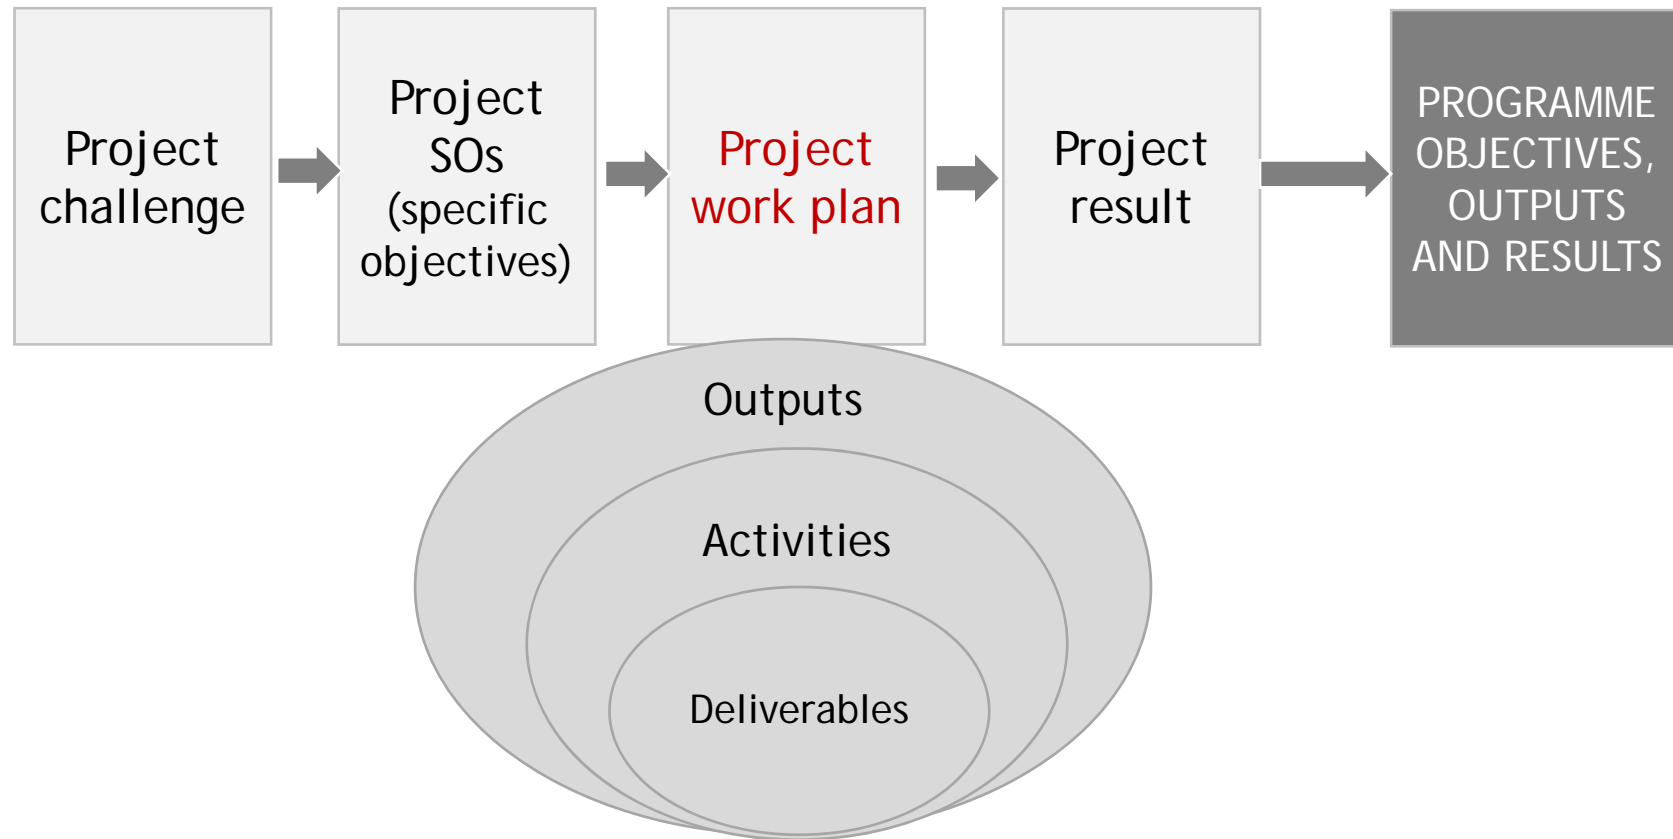 Project
challenge
Project
SOs
(specific
objectives)
Project
work plan
Project
result
PROGRAMME
OBJECTIVES,
OUTPUTS
AND RESULTS
Outputs
Activities
Deliverables